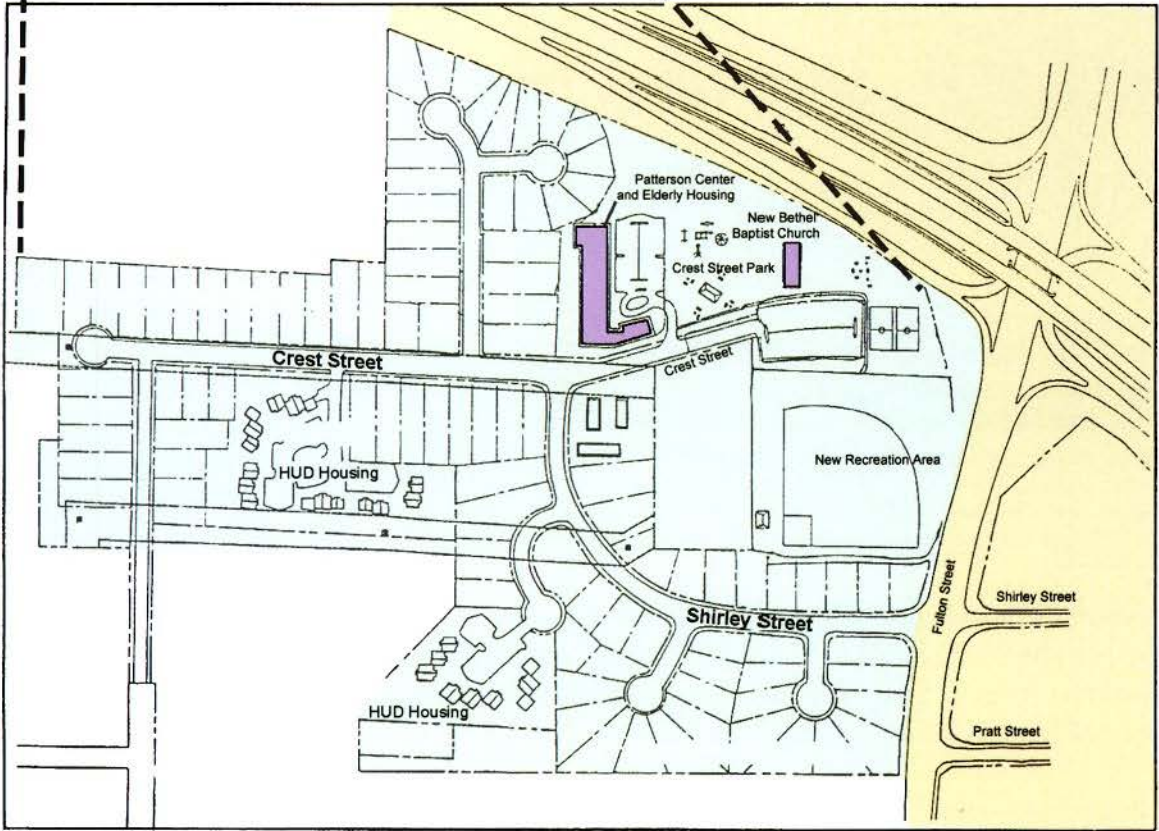 Patterson Center
and Elderly Housing
New Bethel
Baptist Church
Crest Street Park
Crest Street
Crest Street
New Recreation Area
HUD Housing
Fulton Street
Shirley Street
Shirley Street
HUD Housing
Pratt Street